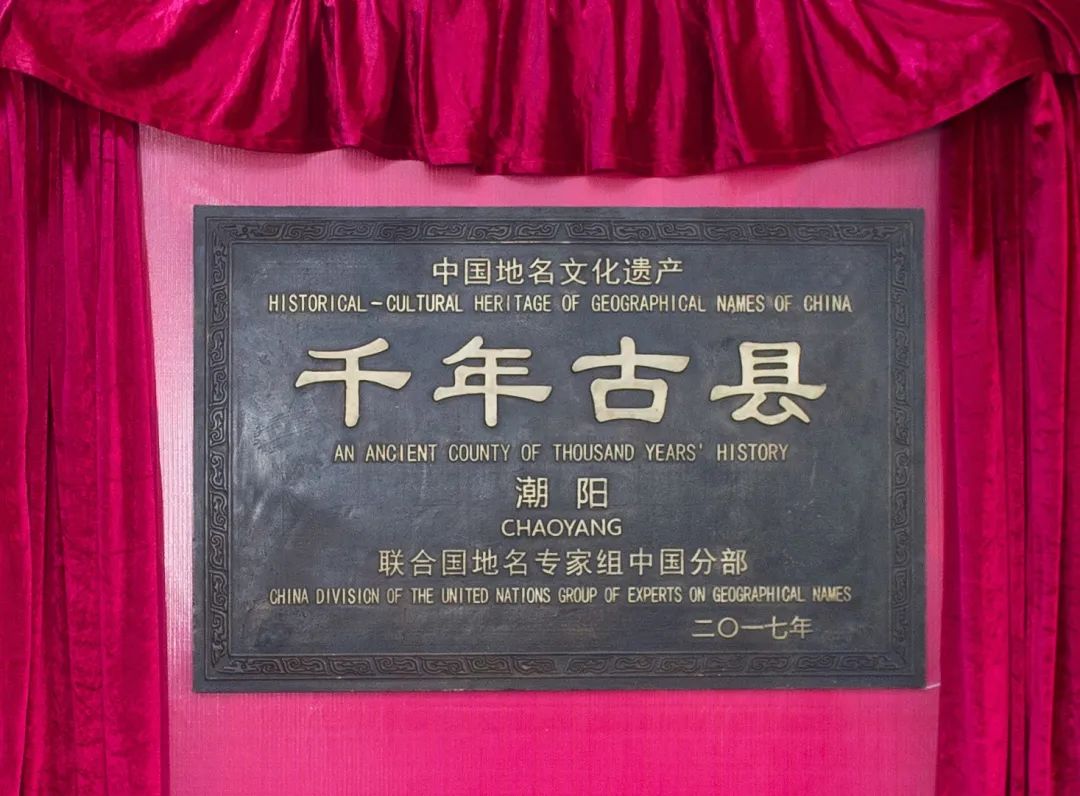 中国地名文化遗产
HISTORICAL-CULTURAL HERITAGE OF GEOGRAPHICAL NAMES OF CHINA
千年古县
AN ANCIENT COUNTY OF THOUSAND YEARS' HISTORY
潮阳
CHAOYANG
联合国地名专家组中国分部
CHINA DIVISION OF THE UNITED NATIONS GROUP OF EXPERTS ON GEOGRAPHICAL NAMES
二〇一七年